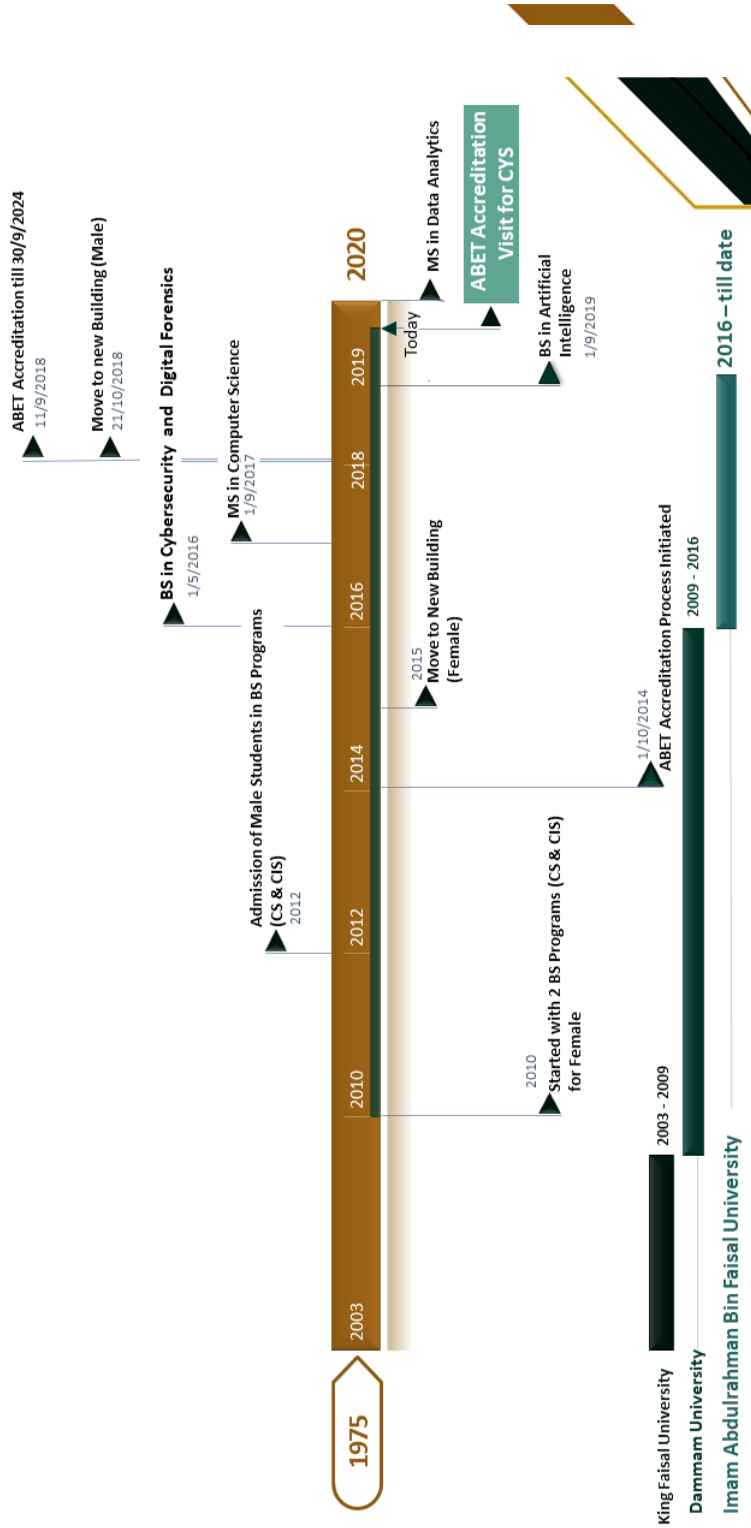 ABET Accreditation till 30/9/2024
11/9/2018
Move to new Building (Male)
21/10/2018
BS in Cybersecurity and Digital Forensics
1/5/2016
MS in Computer Science
1/9/2017
Admission of Male Students in BS Programs
(CS & CIS)
2012
1975
2003
2010
2012
2014
2016
2018
2019
2020
Today
MS in Data Analytics
ABET Accreditation
Visit for CYS
2015
Move to New Building
(Female)
BS in Artificial
Intelligence
1/9/2019
2010
Started with 2 BS Programs (CS & CIS)
for Female
1/10/2014
ABET Accreditation Process Initiated
King Faisal University
2003 - 2009
Dammam University
2009 - 2016
Imam Abdulrahman Bin Faisal University
2016 – till date